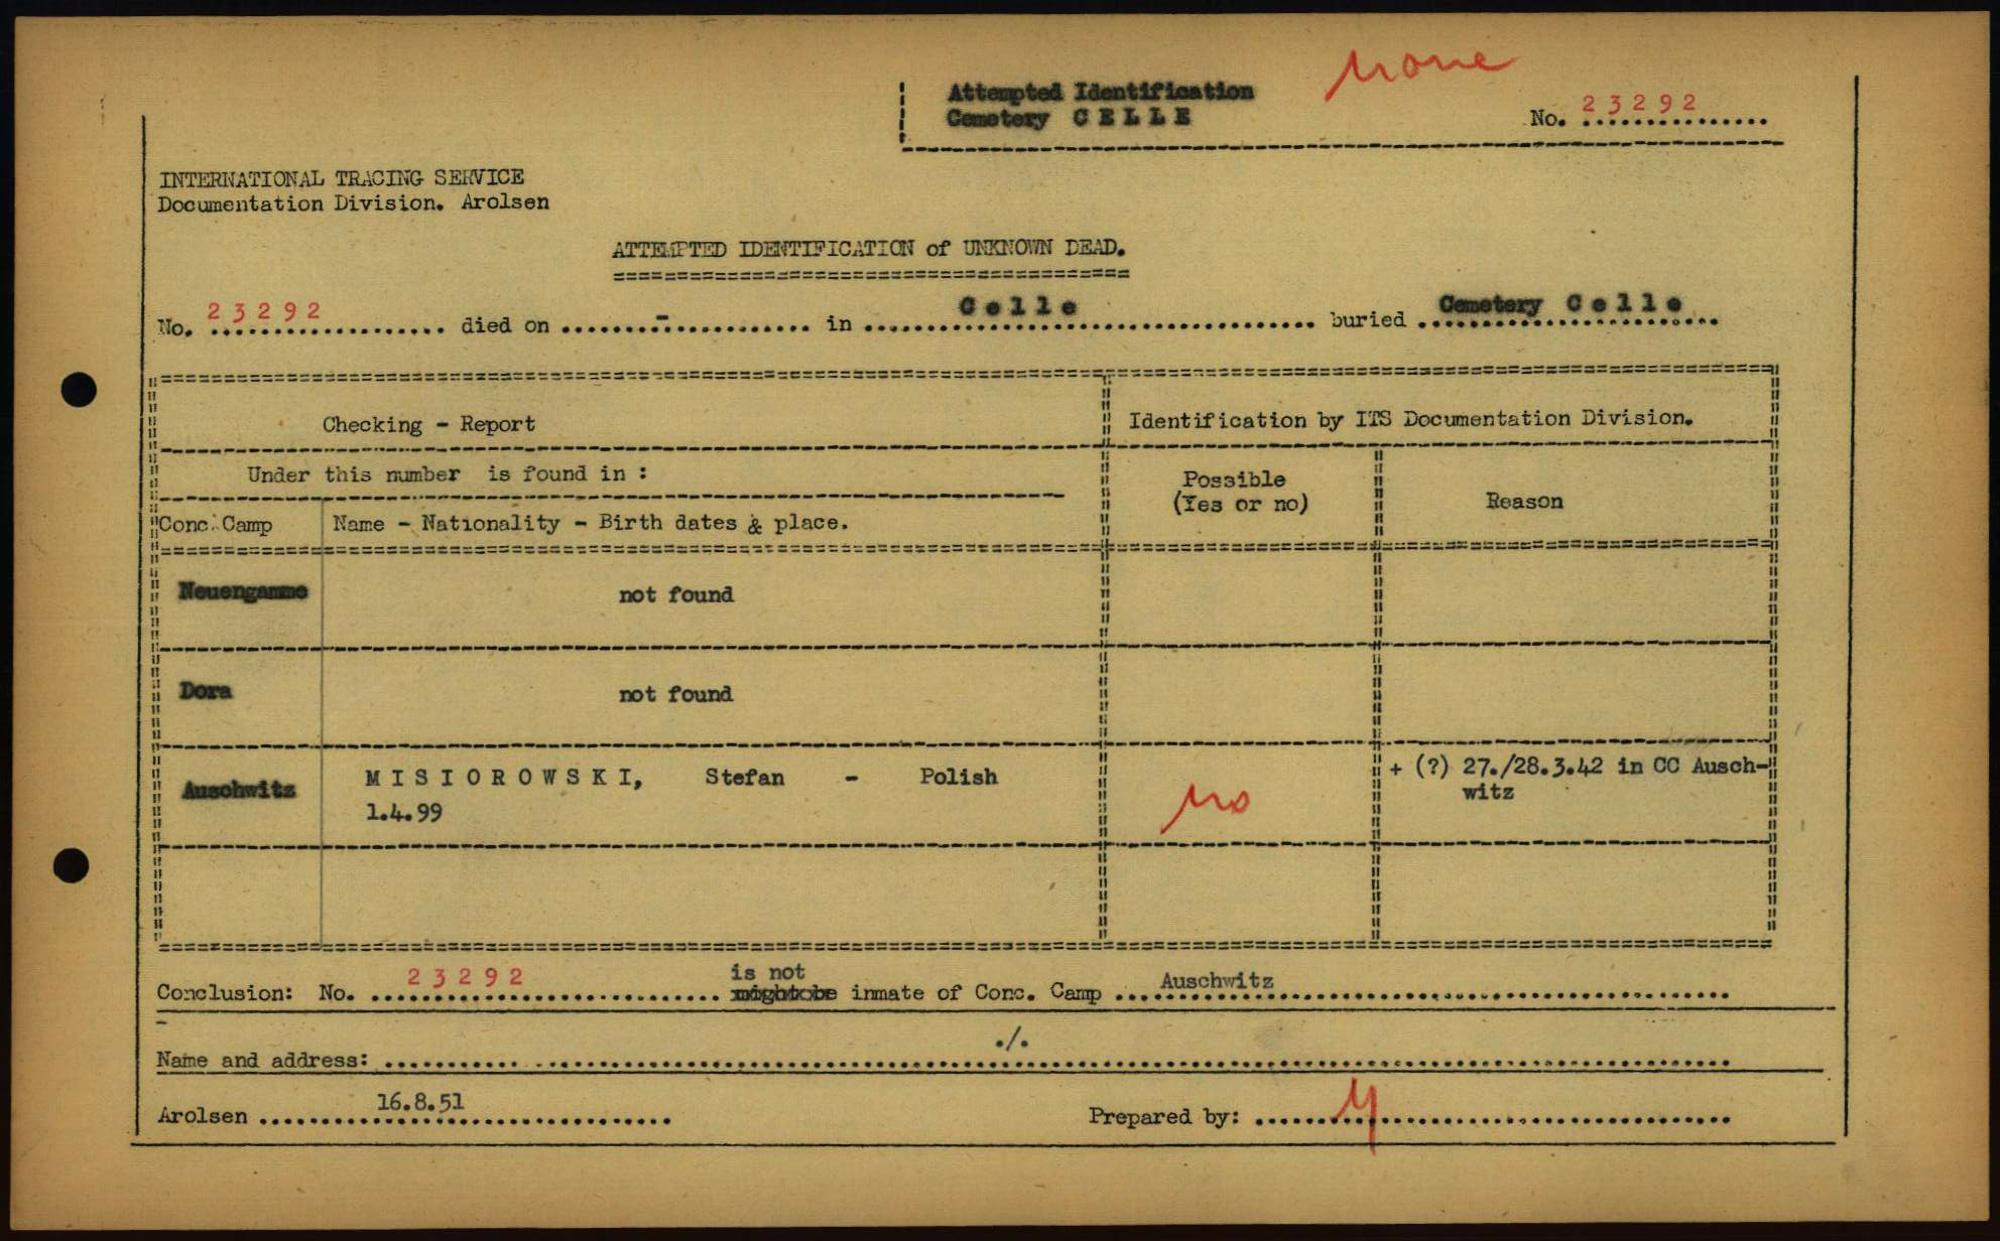 none
Attempted Identification
Cemetery CELLE
No. 23292
INTERNATIONAL TRACING SERVICE
Documentation Division. Arolsen
ATTEMPTED IDENTIFICATION of UNKNOWN DEAD.
No. 23292 died on - in Celle buried Cemetery Celle
Checking - Report
Identification by ITS Documentation Division.
Under this number is found in :
Possible
(Yes or no)
Reason
Conc. Camp
Name - Nationality - Birth dates & place.
Neuengamme
not found
Dora
not found
Auschwitz
MISIOROWSKI, Stefan - Polish
1.4.99
no
+ (?) 27./28.3.42 in CC Ausch-
witz
is not
Conclusion: No. 23292 might be inmate of Conc. Camp Auschwitz
Name and address: ./.
Arolsen 16.8.51
Prepared by: